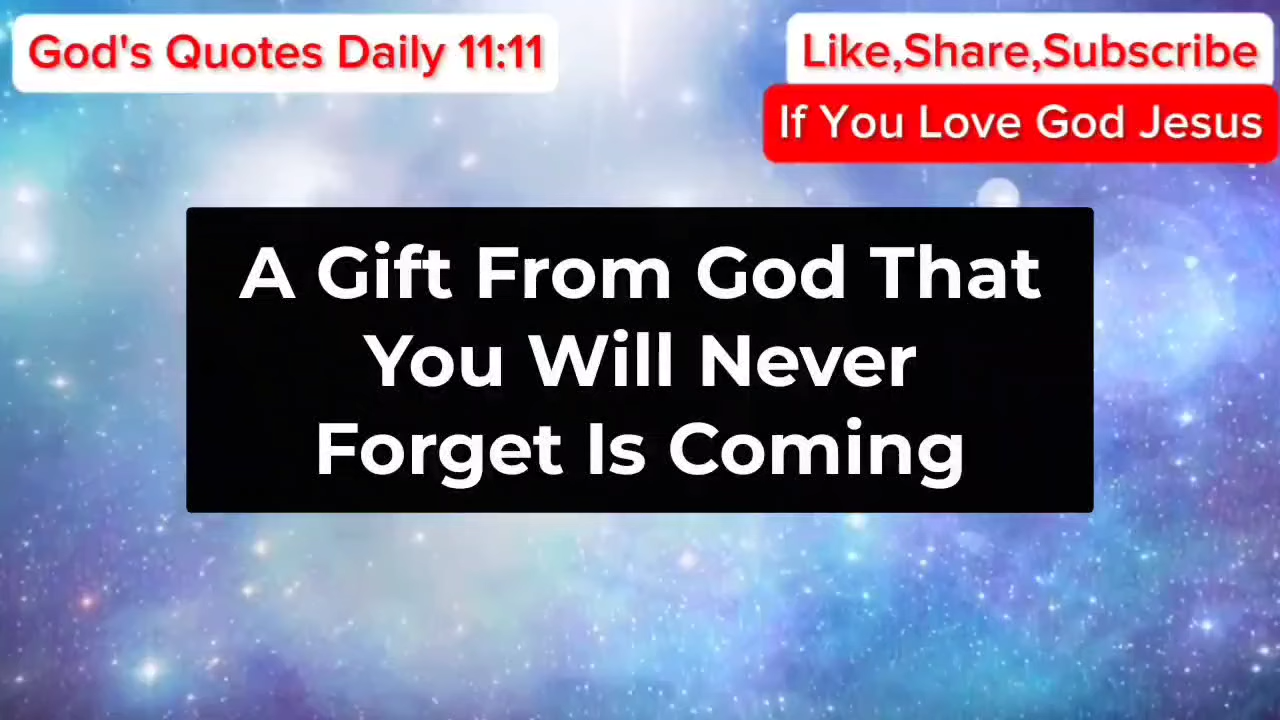 God's Quotes Daily 11:11
Like,Share,Subscribe
If You Love God Jesus
A Gift From God That
You Will Never
Forget Is Coming